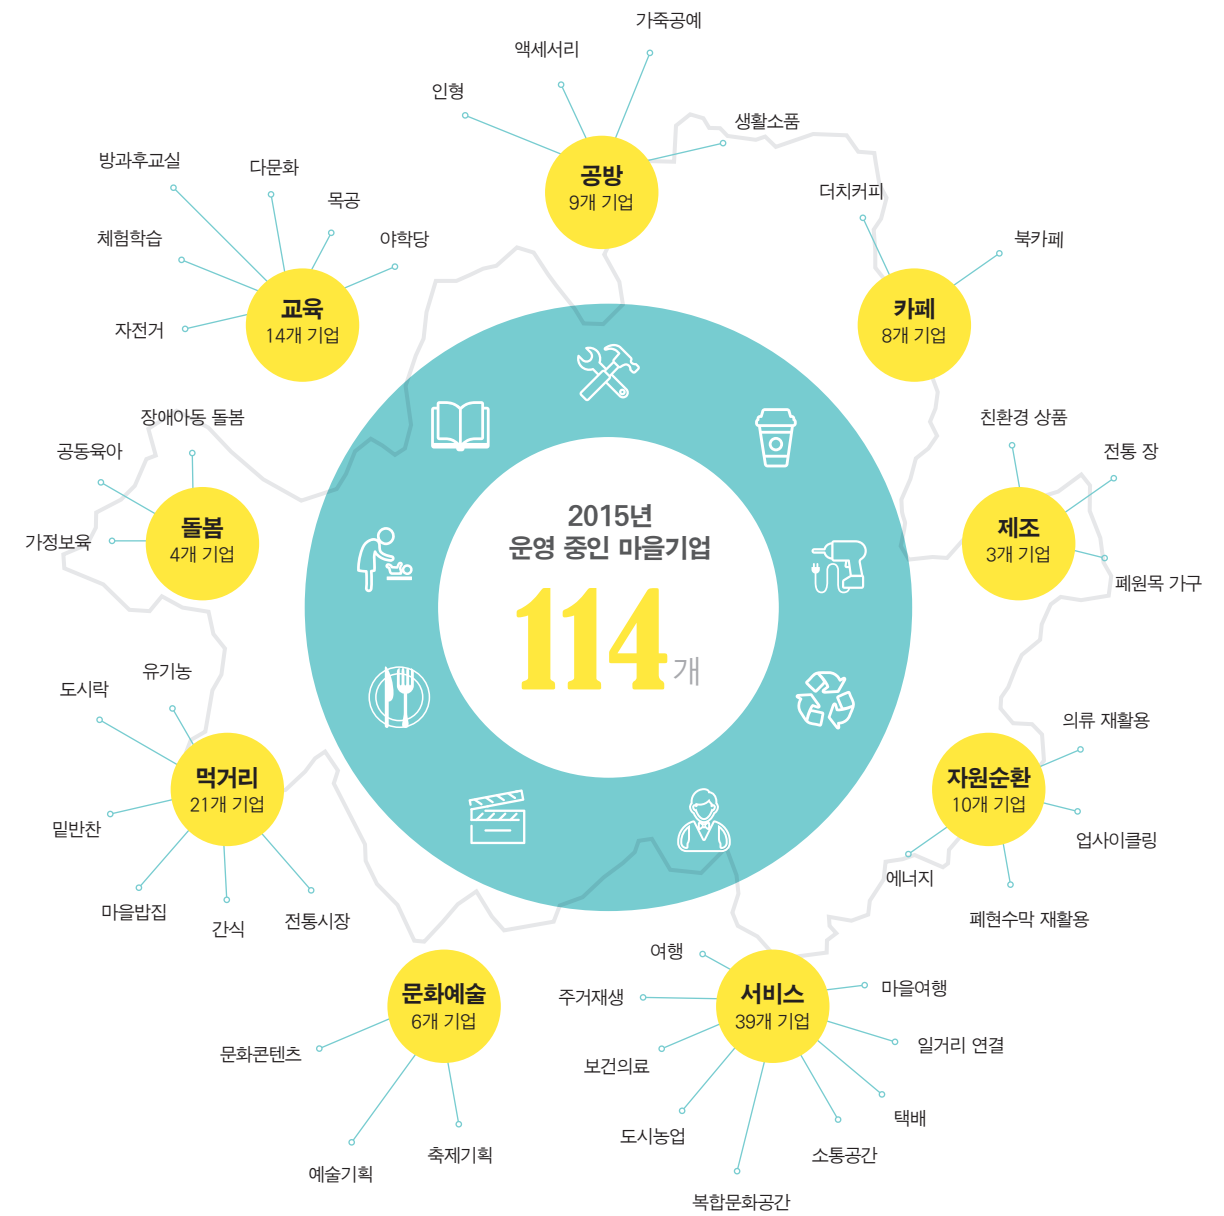 가죽공예
액세서리
인형
생활소품
공방
9개 기업
방과후교실
다문화
목공
체험학습
야학당
자전거
교육
14개 기업
더치커피
북카페
카페
8개 기업
장애아동 돌봄
공동육아
가정보육
돌봄
4개 기업
친환경 상품
전통 장
제조
3개 기업
폐원목 가구
2015년
운영 중인 마을기업
114개
유기농
도시락
먹거리
21개 기업
밑반찬
마을밥집
간식
전통시장
의류 재활용
자원순환
10개 기업
업사이클링
에너지
폐현수막 재활용
문화예술
6개 기업
문화콘텐츠
예술기획
축제기획
여행
주거재생
서비스
39개 기업
마을여행
일거리 연결
보건의료
택배
도시농업
소통공간
복합문화공간